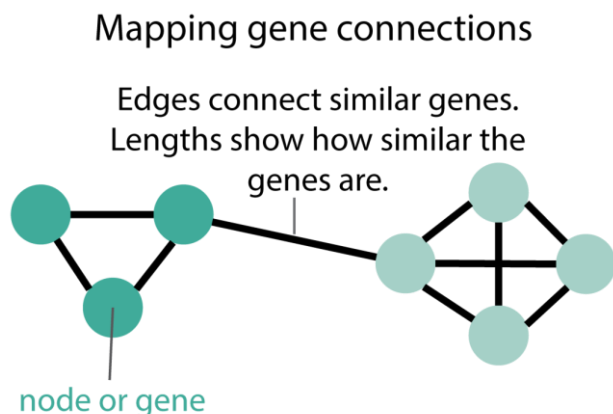 Mapping gene connections
Edges connect similar genes.
Lengths show how similar the
genes are.
node or gene